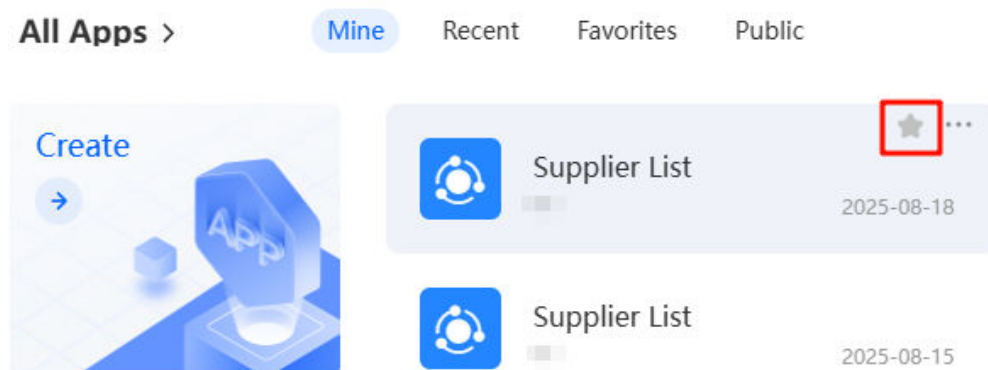 All Apps >
Mine
Recent
Favorites
Public
Create
APP
Supplier List
2025-08-18
Supplier List
2025-08-15